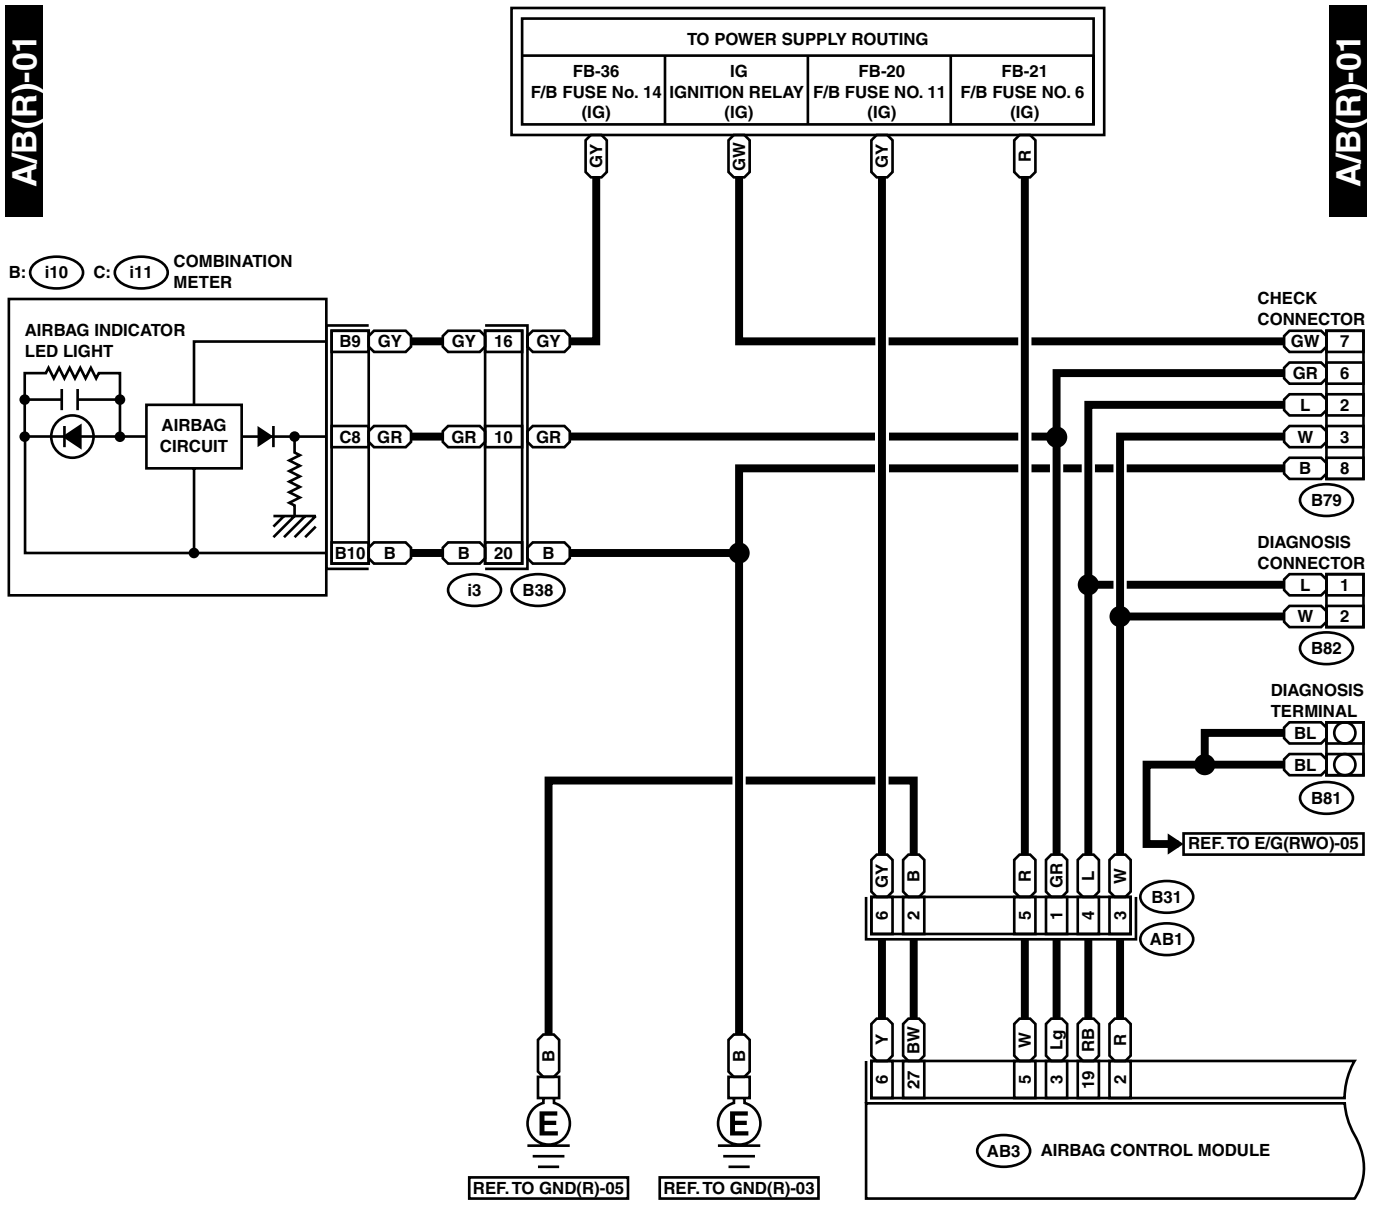 A/B(R)-01
A/B(R)-01
TO POWER SUPPLY ROUTING
FB-36
F/B FUSE No. 14
(IG)
IG
IGNITION RELAY
(IG)
FB-20
F/B FUSE NO. 11
(IG)
FB-21
F/B FUSE NO. 6
(IG)
GY
GW
GY
R
B: i10 C: i11 COMBINATION
METER
AIRBAG INDICATOR
LED LIGHT
AIRBAG
CIRCUIT
B9 GY GY 16 GY
C8 GR GR 10 GR
B10 B B 20 B
i3 B38
CHECK
CONNECTOR
GW 7
GR 6
L 2
W 3
B 8
B79
DIAGNOSIS
CONNECTOR
L 1
W 2
B82
DIAGNOSIS
TERMINAL
BL
BL
B81
REF. TO E/G(RWO)-05
GY B R GR L W
6 2 5 1 4 3
B31
AB1
Y BW W Lg RB R
6 27 5 3 19 2
AB3 AIRBAG CONTROL MODULE
B B
E E
REF. TO GND(R)-05 REF. TO GND(R)-03